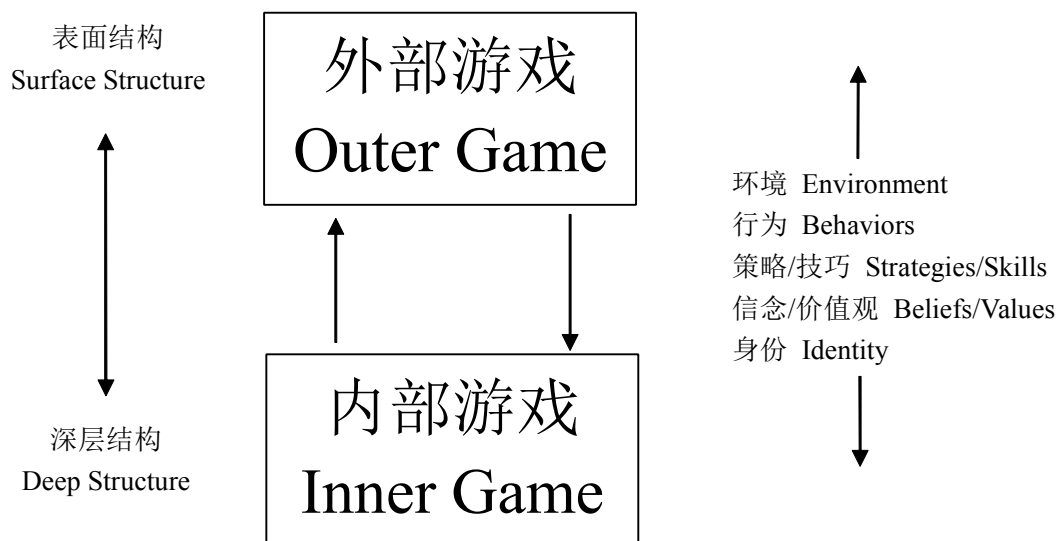 表面结构
Surface Structure
外部游戏
Outer Game
环境 Environment
行为 Behaviors
策略/技巧 Strategies/Skills
信念/价值观 Beliefs/Values
身份 Identity
深层结构
Deep Structure
内部游戏
Inner Game